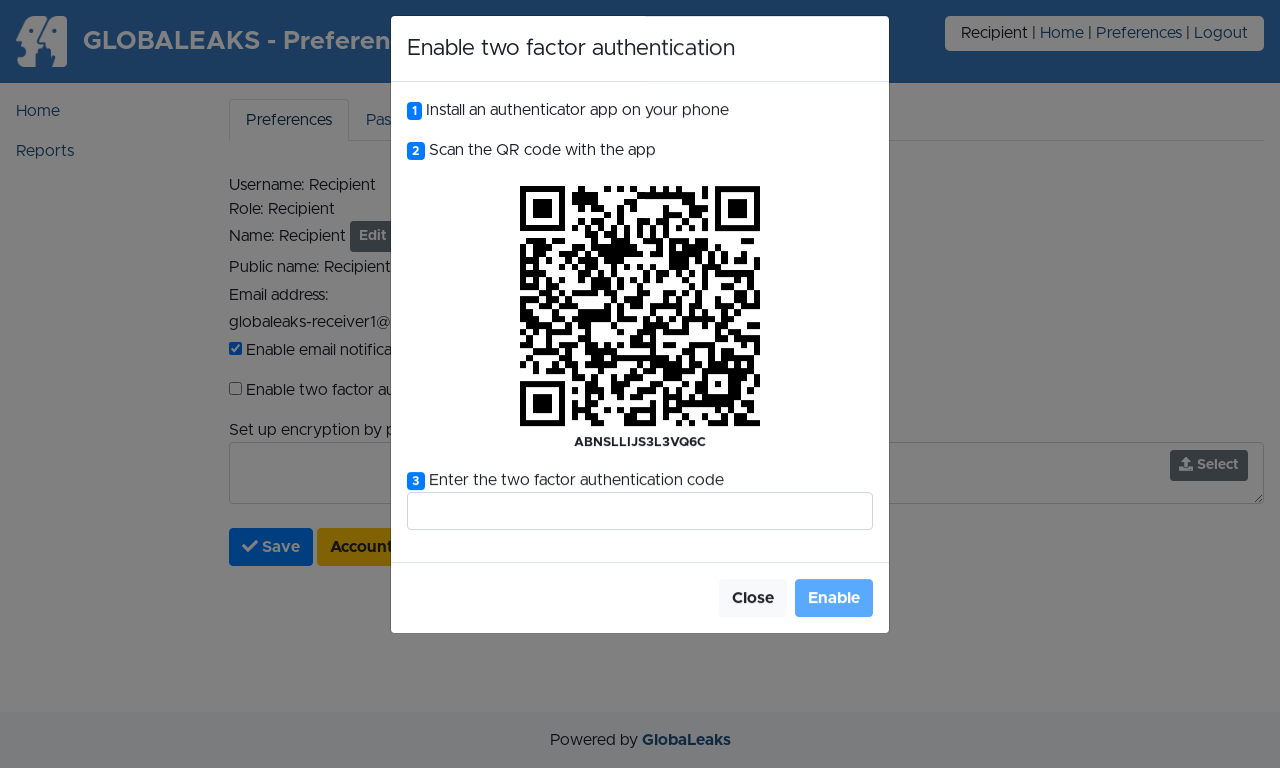 GLOBALEAKS - Preferen
Recipient | Home | Preferences | Logout
Home
Reports
Preferences
Pas
Username: Recipient
Role: Recipient
Name: Recipient Edit
Public name: Recipient
Email address:
globaleaks-receiver1@
Enable email notifica
Enable two factor au
Set up encryption by p
Select
Save
Account
Enable two factor authentication
1 Install an authenticator app on your phone
2 Scan the QR code with the app
ABNSLLIJS3L3VQ6C
3 Enter the two factor authentication code
Close
Enable
Powered by GlobaLeaks